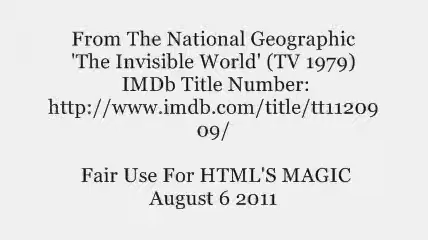 From The National Geographic
'The Invisible World' (TV 1979)
IMDb Title Number:
http://www.imdb.com/title/tt11209
09/
Fair Use For HTML'S MAGIC
August 6 2011